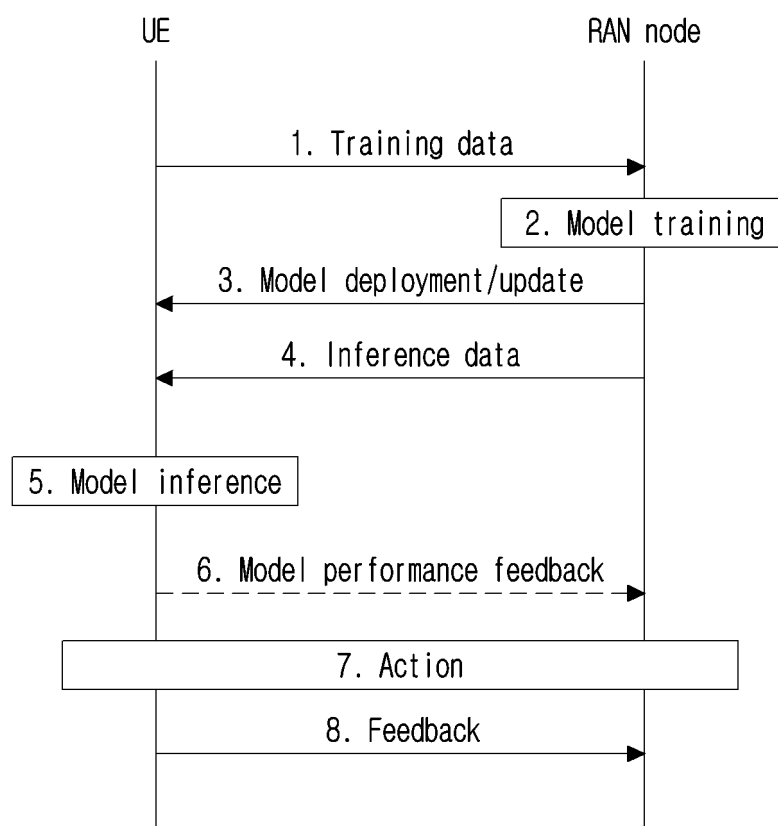 UE
RAN node
1. Training data
2. Model training
3. Model deployment/update
4. Inference data
5. Model inference
6. Model performance feedback
7. Action
8. Feedback